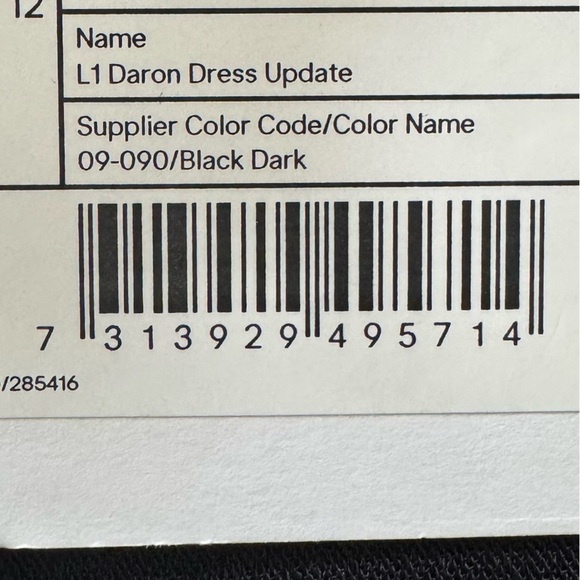 12
Name
L1 Daron Dress Update
Supplier Color Code/Color Name
09-090/Black Dark
7 313929 495714
/285416